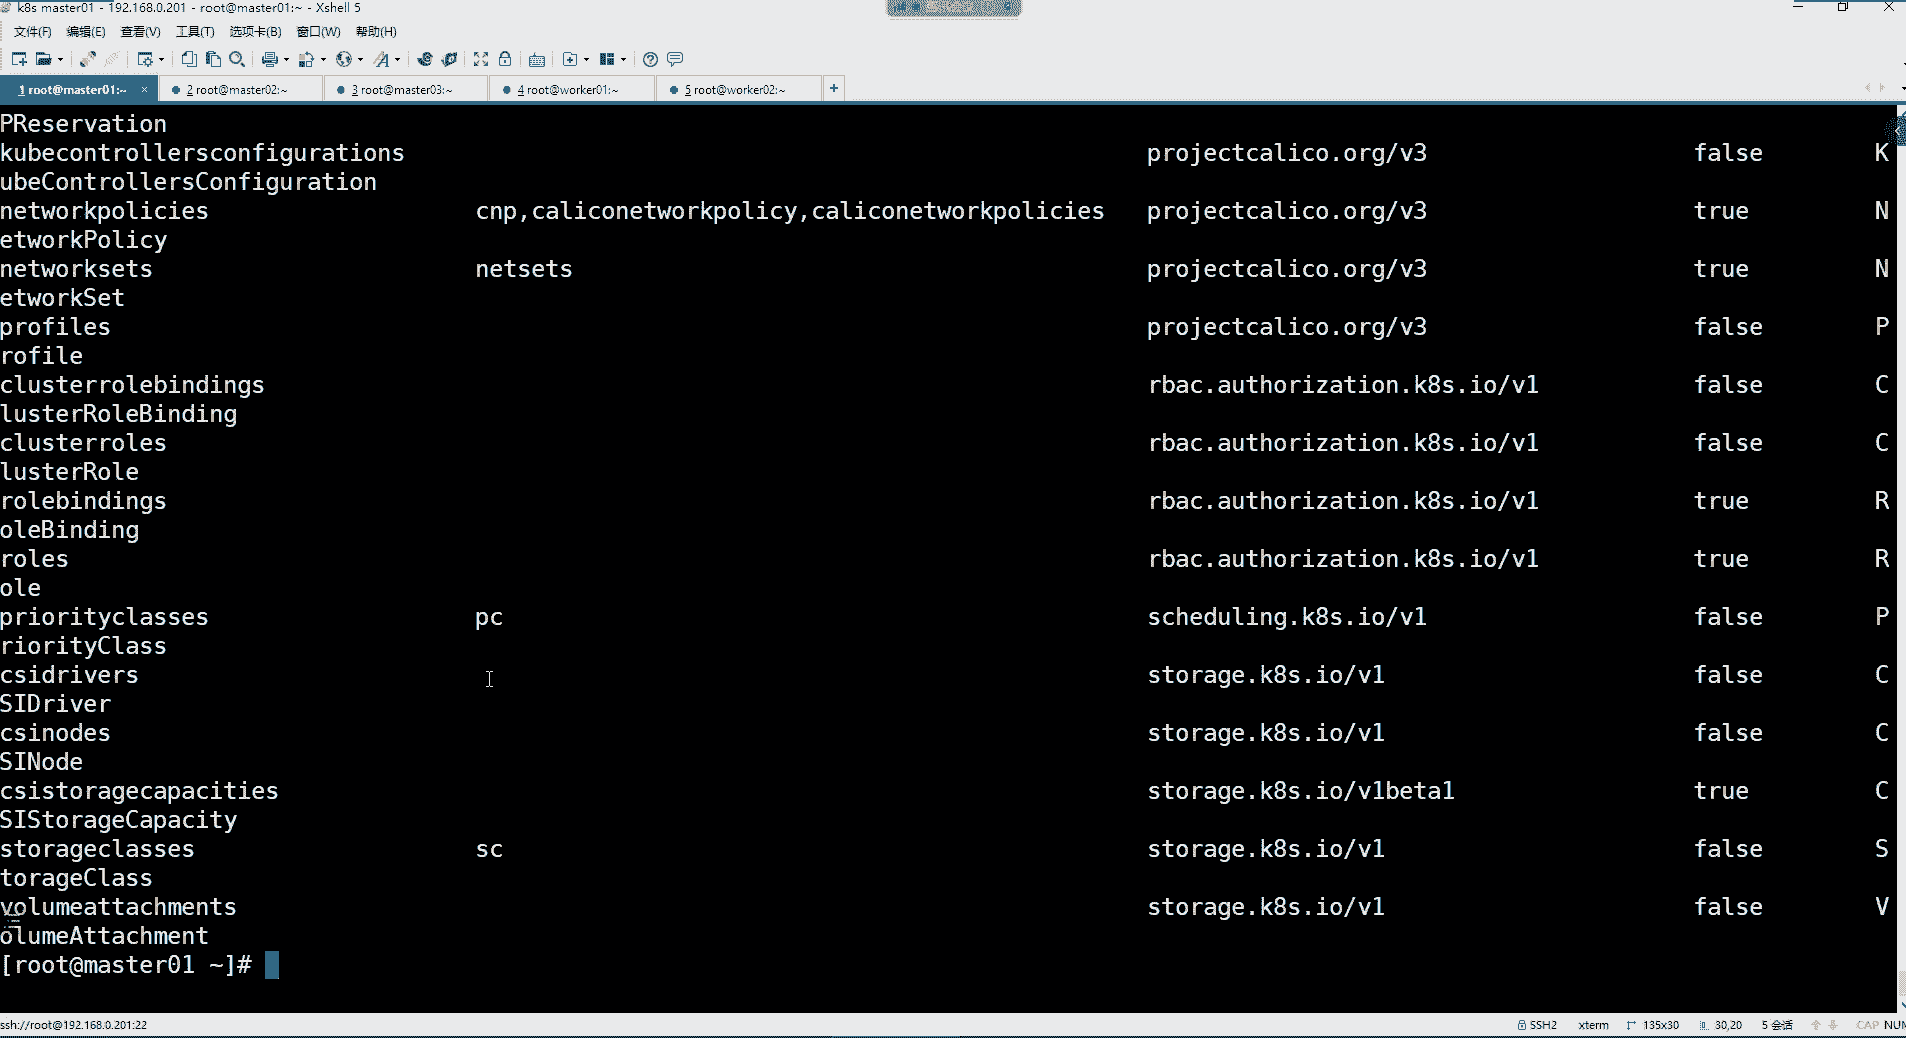 k8s master01 - 192.168.0.201 - root@master01:~ - Xshell 5
文件(F) 编辑(E) 查看(V) 工具(T) 选项卡(B) 窗口(W) 帮助(H)
1 root@master01:~ × 2 root@master02:~ 3 root@master03:~ 4 root@worker01:~ 5 root@worker02:~ +
PReservation
kubecontrollersconfigurations projectcalico.org/v3 false K
ubeControllersConfiguration
networkpolicies cnp,caliconetworkpolicy,caliconetworkpolicies projectcalico.org/v3 true N
etworkPolicy
networksets netsets projectcalico.org/v3 true N
etworkSet
profiles projectcalico.org/v3 false P
rofile
clusterrolebindings rbac.authorization.k8s.io/v1 false C
lusterRoleBinding
clusterroles rbac.authorization.k8s.io/v1 false C
lusterRole
rolebindings rbac.authorization.k8s.io/v1 true R
oleBinding
roles rbac.authorization.k8s.io/v1 true R
ole
priorityclasses pc scheduling.k8s.io/v1 false P
riorityClass
csidrivers storage.k8s.io/v1 false C
SIDriver
csinodes storage.k8s.io/v1 false C
SINode
csistoragecapacities storage.k8s.io/v1beta1 true C
SIStorageCapacity
storageclasses sc storage.k8s.io/v1 false S
torageClass
volumeattachments storage.k8s.io/v1 false V
olumeAttachment
[root@master01 ~]#
ssh://root@192.168.0.201:22 SSH2 xterm 135x30 30,20 5 会话 CAP NUM